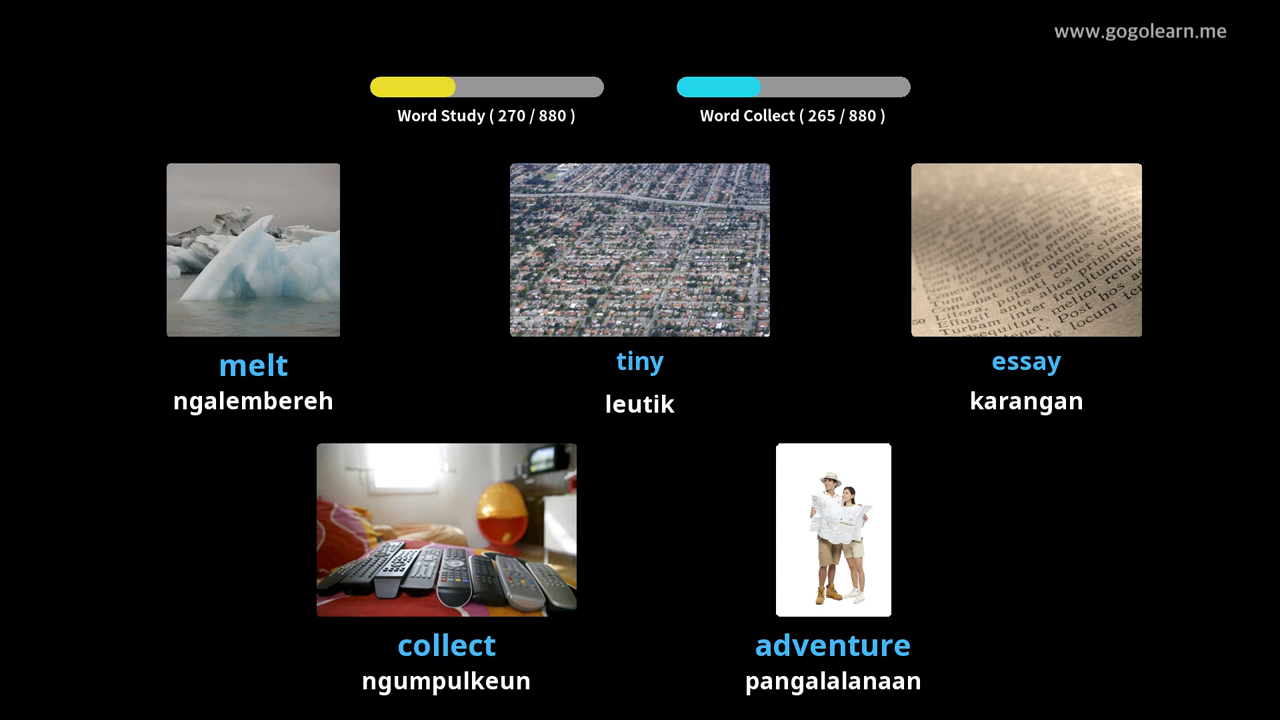 www.gogolearn.me
Word Study ( 270 / 880 )
Word Collect ( 265 / 880 )
melt
ngalembereh
tiny
leutik
essay
karangan
collect
ngumpulkeun
adventure
pangalalanaan